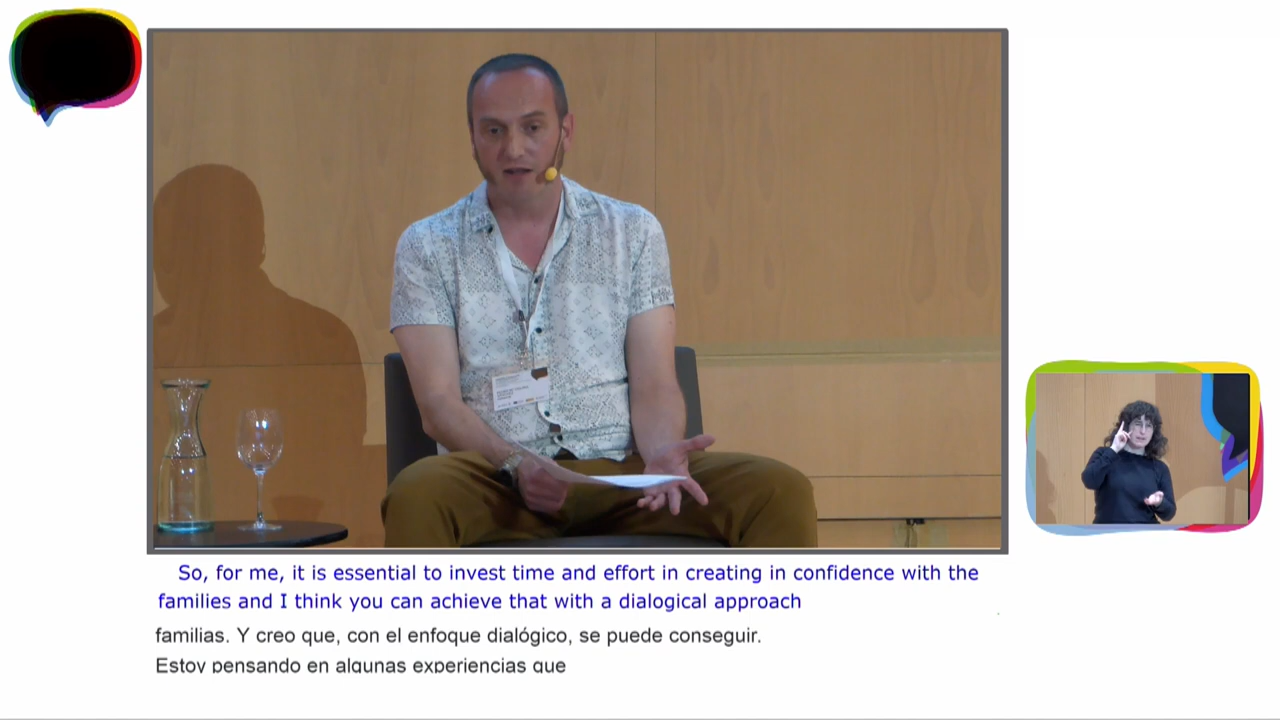 So, for me, it is essential to invest time and effort in creating in confidence with the
families and I think you can achieve that with a dialogical approach
familias. Y creo que, con el enfoque dialógico, se puede conseguir.
Estoy pensando en algunas experiencias que